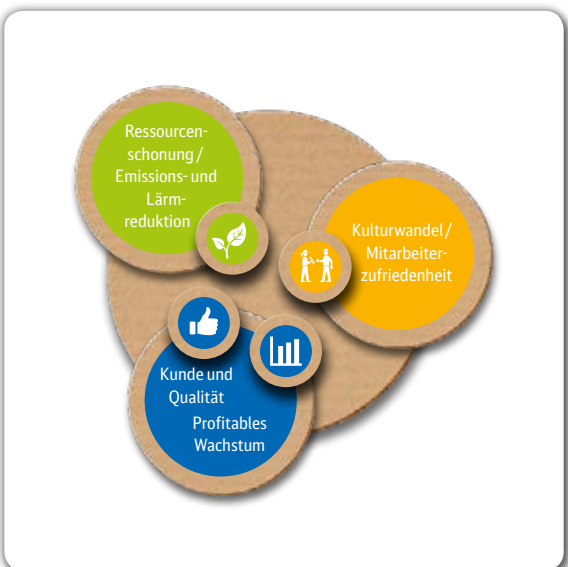 Ressourcen-
schonung /
Emissions- und
Lärm-
reduktion
Kulturwandel /
Mitarbeiter-
zufriedenheit
Kunde und
Qualität
Profitables
Wachstum